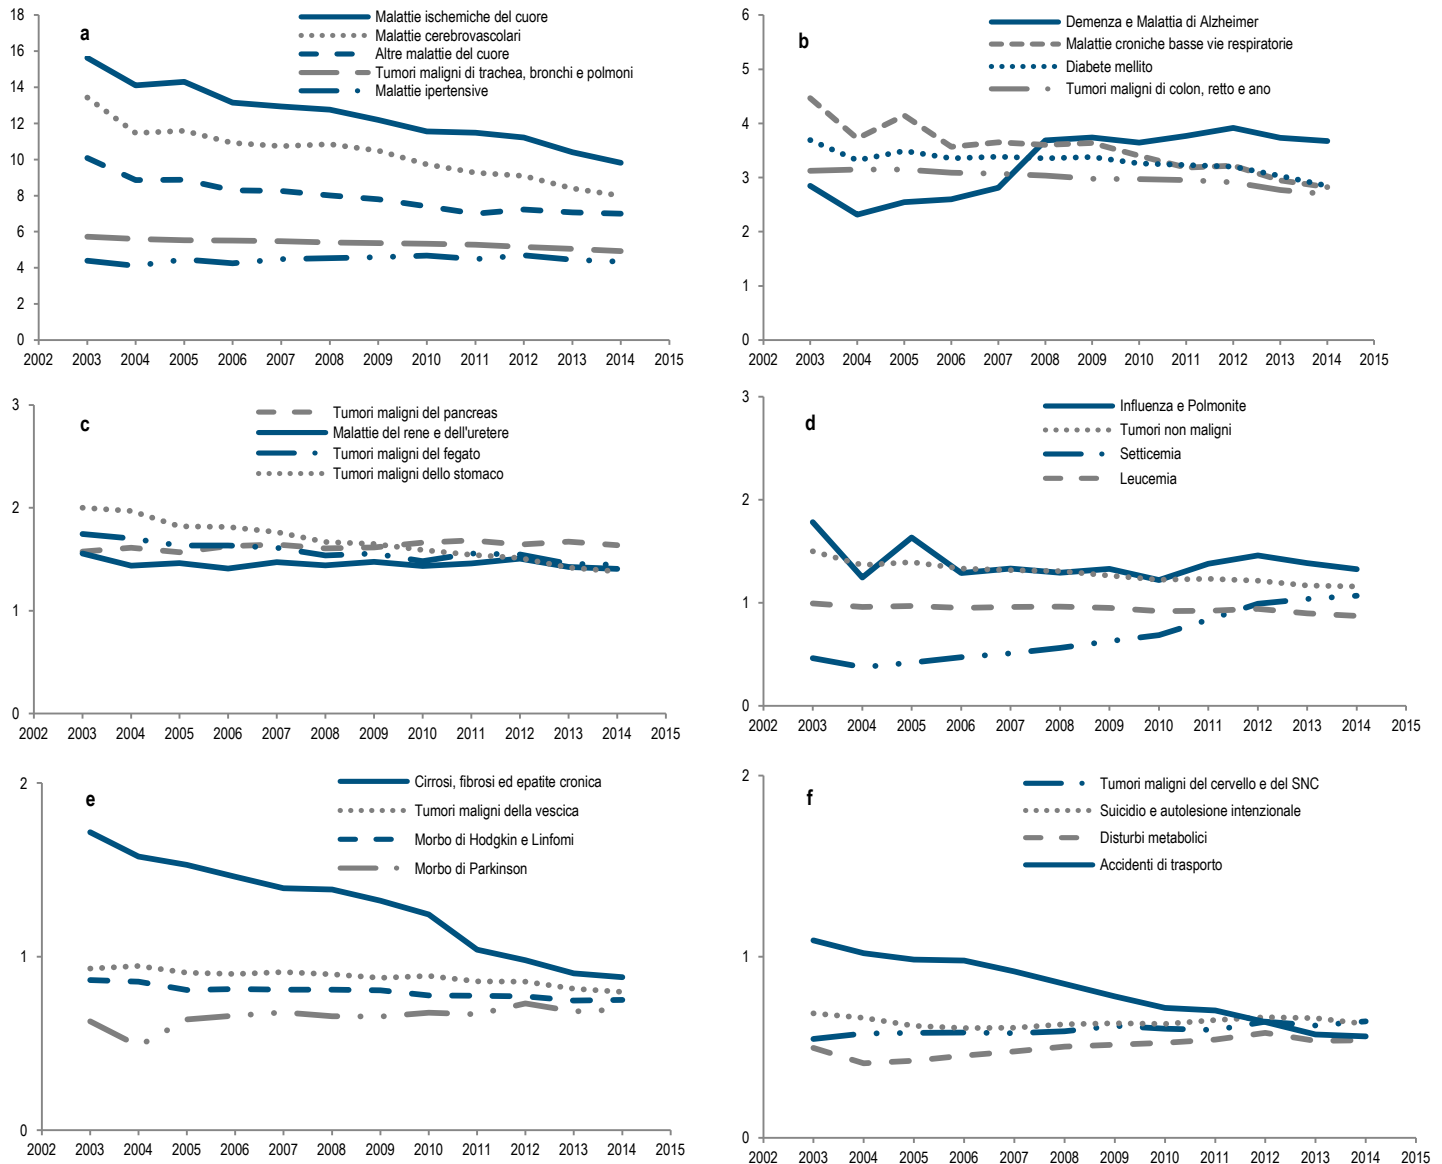 a
Malattie ischemiche del cuore
Malattie cerebrovascolari
Altre malattie del cuore
Tumori maligni di trachea, bronchi e polmoni
Malattie ipertensive
18
16
14
12
10
8
6
4
2
0
2002 2003 2004 2005 2006 2007 2008 2009 2010 2011 2012 2013 2014 2015
b
Demenza e Malattia di Alzheimer
Malattie croniche basse vie respiratorie
Diabete mellito
Tumori maligni di colon, retto e ano
6
5
4
3
2
1
0
2002 2003 2004 2005 2006 2007 2008 2009 2010 2011 2012 2013 2014 2015
c
Tumori maligni del pancreas
Malattie del rene e dell'uretere
Tumori maligni del fegato
Tumori maligni dello stomaco
3
2
1
0
2002 2003 2004 2005 2006 2007 2008 2009 2010 2011 2012 2013 2014 2015
d
Influenza e Polmonite
Tumori non maligni
Setticemia
Leucemia
3
2
1
0
2002 2003 2004 2005 2006 2007 2008 2009 2010 2011 2012 2013 2014 2015
e
Cirrosi, fibrosi ed epatite cronica
Tumori maligni della vescica
Morbo di Hodgkin e Linfomi
Morbo di Parkinson
2
1
0
2002 2003 2004 2005 2006 2007 2008 2009 2010 2011 2012 2013 2014 2015
f
Tumori maligni del cervello e del SNC
Suicidio e autolesione intenzionale
Disturbi metabolici
Accidenti di trasporto
2
1
0
2002 2003 2004 2005 2006 2007 2008 2009 2010 2011 2012 2013 2014 2015